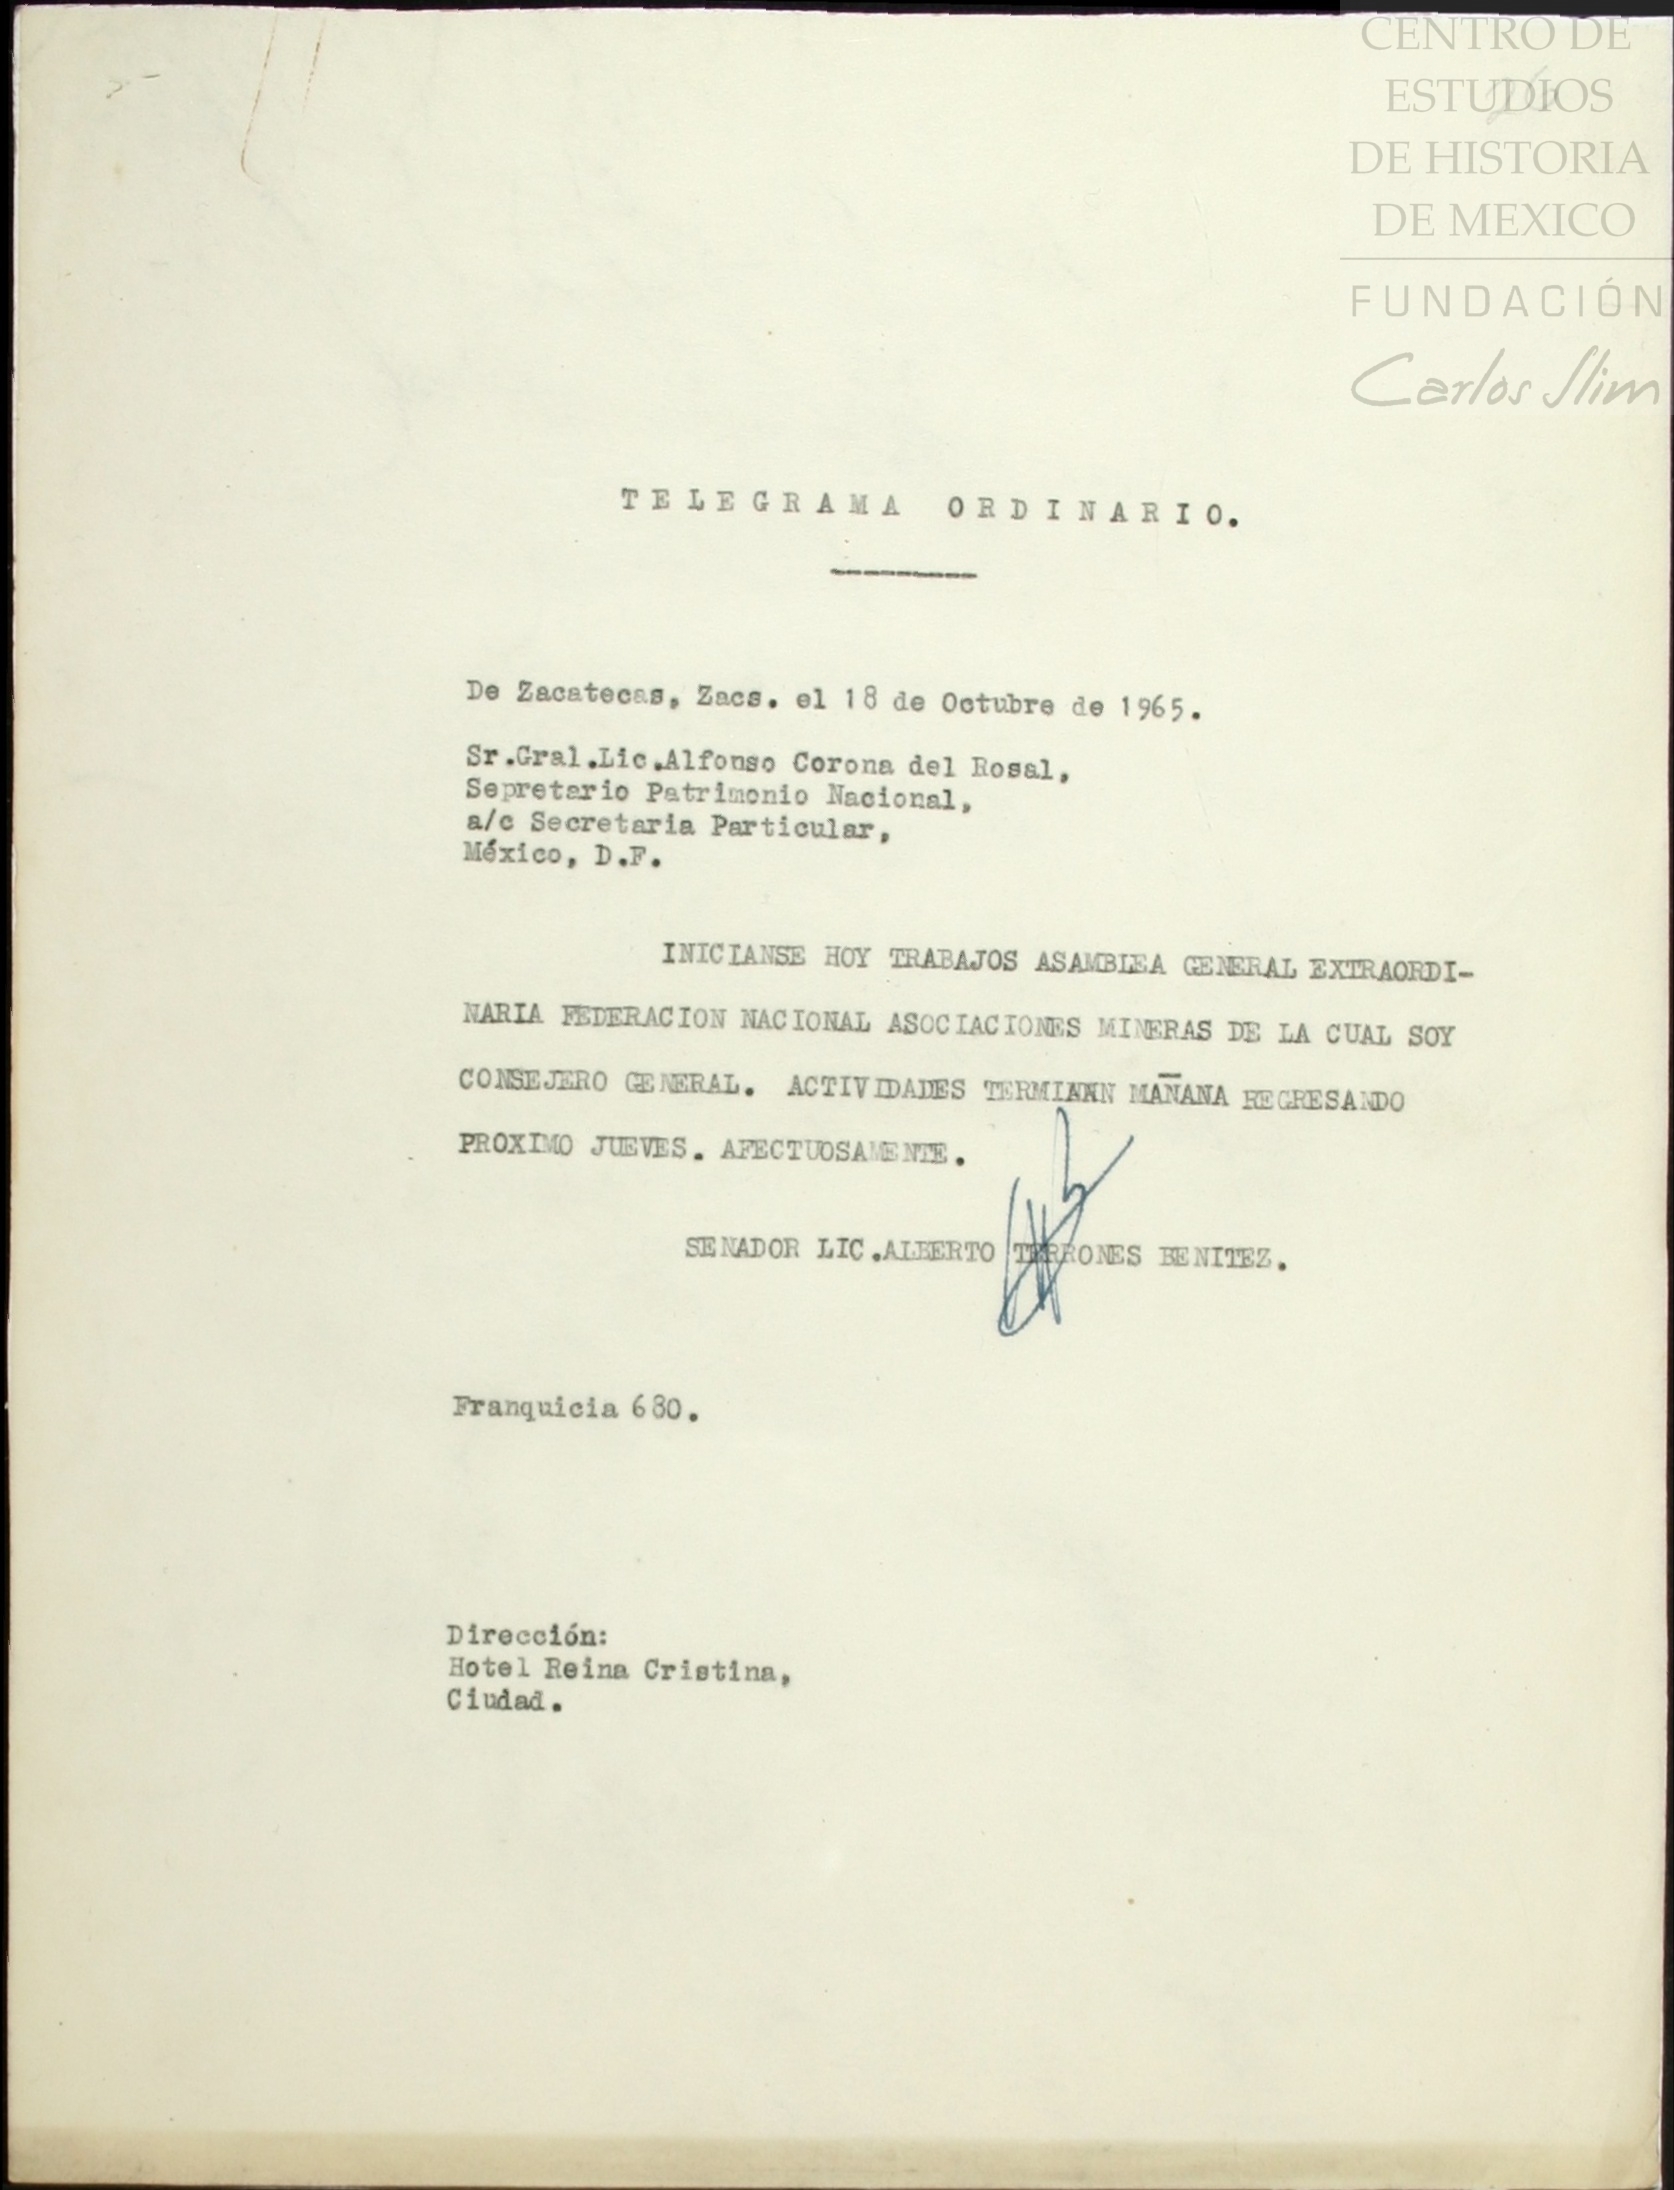 CENTRO DE
ESTUDIOS
DE HISTORIA
DE MEXICO
FUNDACIÓN
Carlos Slim
26
TELEGRAMA ORDINARIO.
De Zacatecas, Zacs. el 18 de Octubre de 1965.
Sr.Gral.Lic.Alfonso Corona del Rosal,
Sepretario Patrimonio Nacional,
a/c Secretaria Particular,
México, D.F.
INICIANSE HOY TRABAJOS ASAMBLEA GENERAL EXTRAORDI-
NARIA FEDERACION NACIONAL ASOCIACIONES MINERAS DE LA CUAL SOY
CONSEJERO GENERAL. ACTIVIDADES MAÑANA REGRESANDO
PROXIMO JUEVES. AFECTUOSAMENTE.
SENADOR LIC.ALBERTO TERRONES BENITEZ.
Franquicia 680.
Dirección:
Hotel Reina Cristina,
Ciudad.